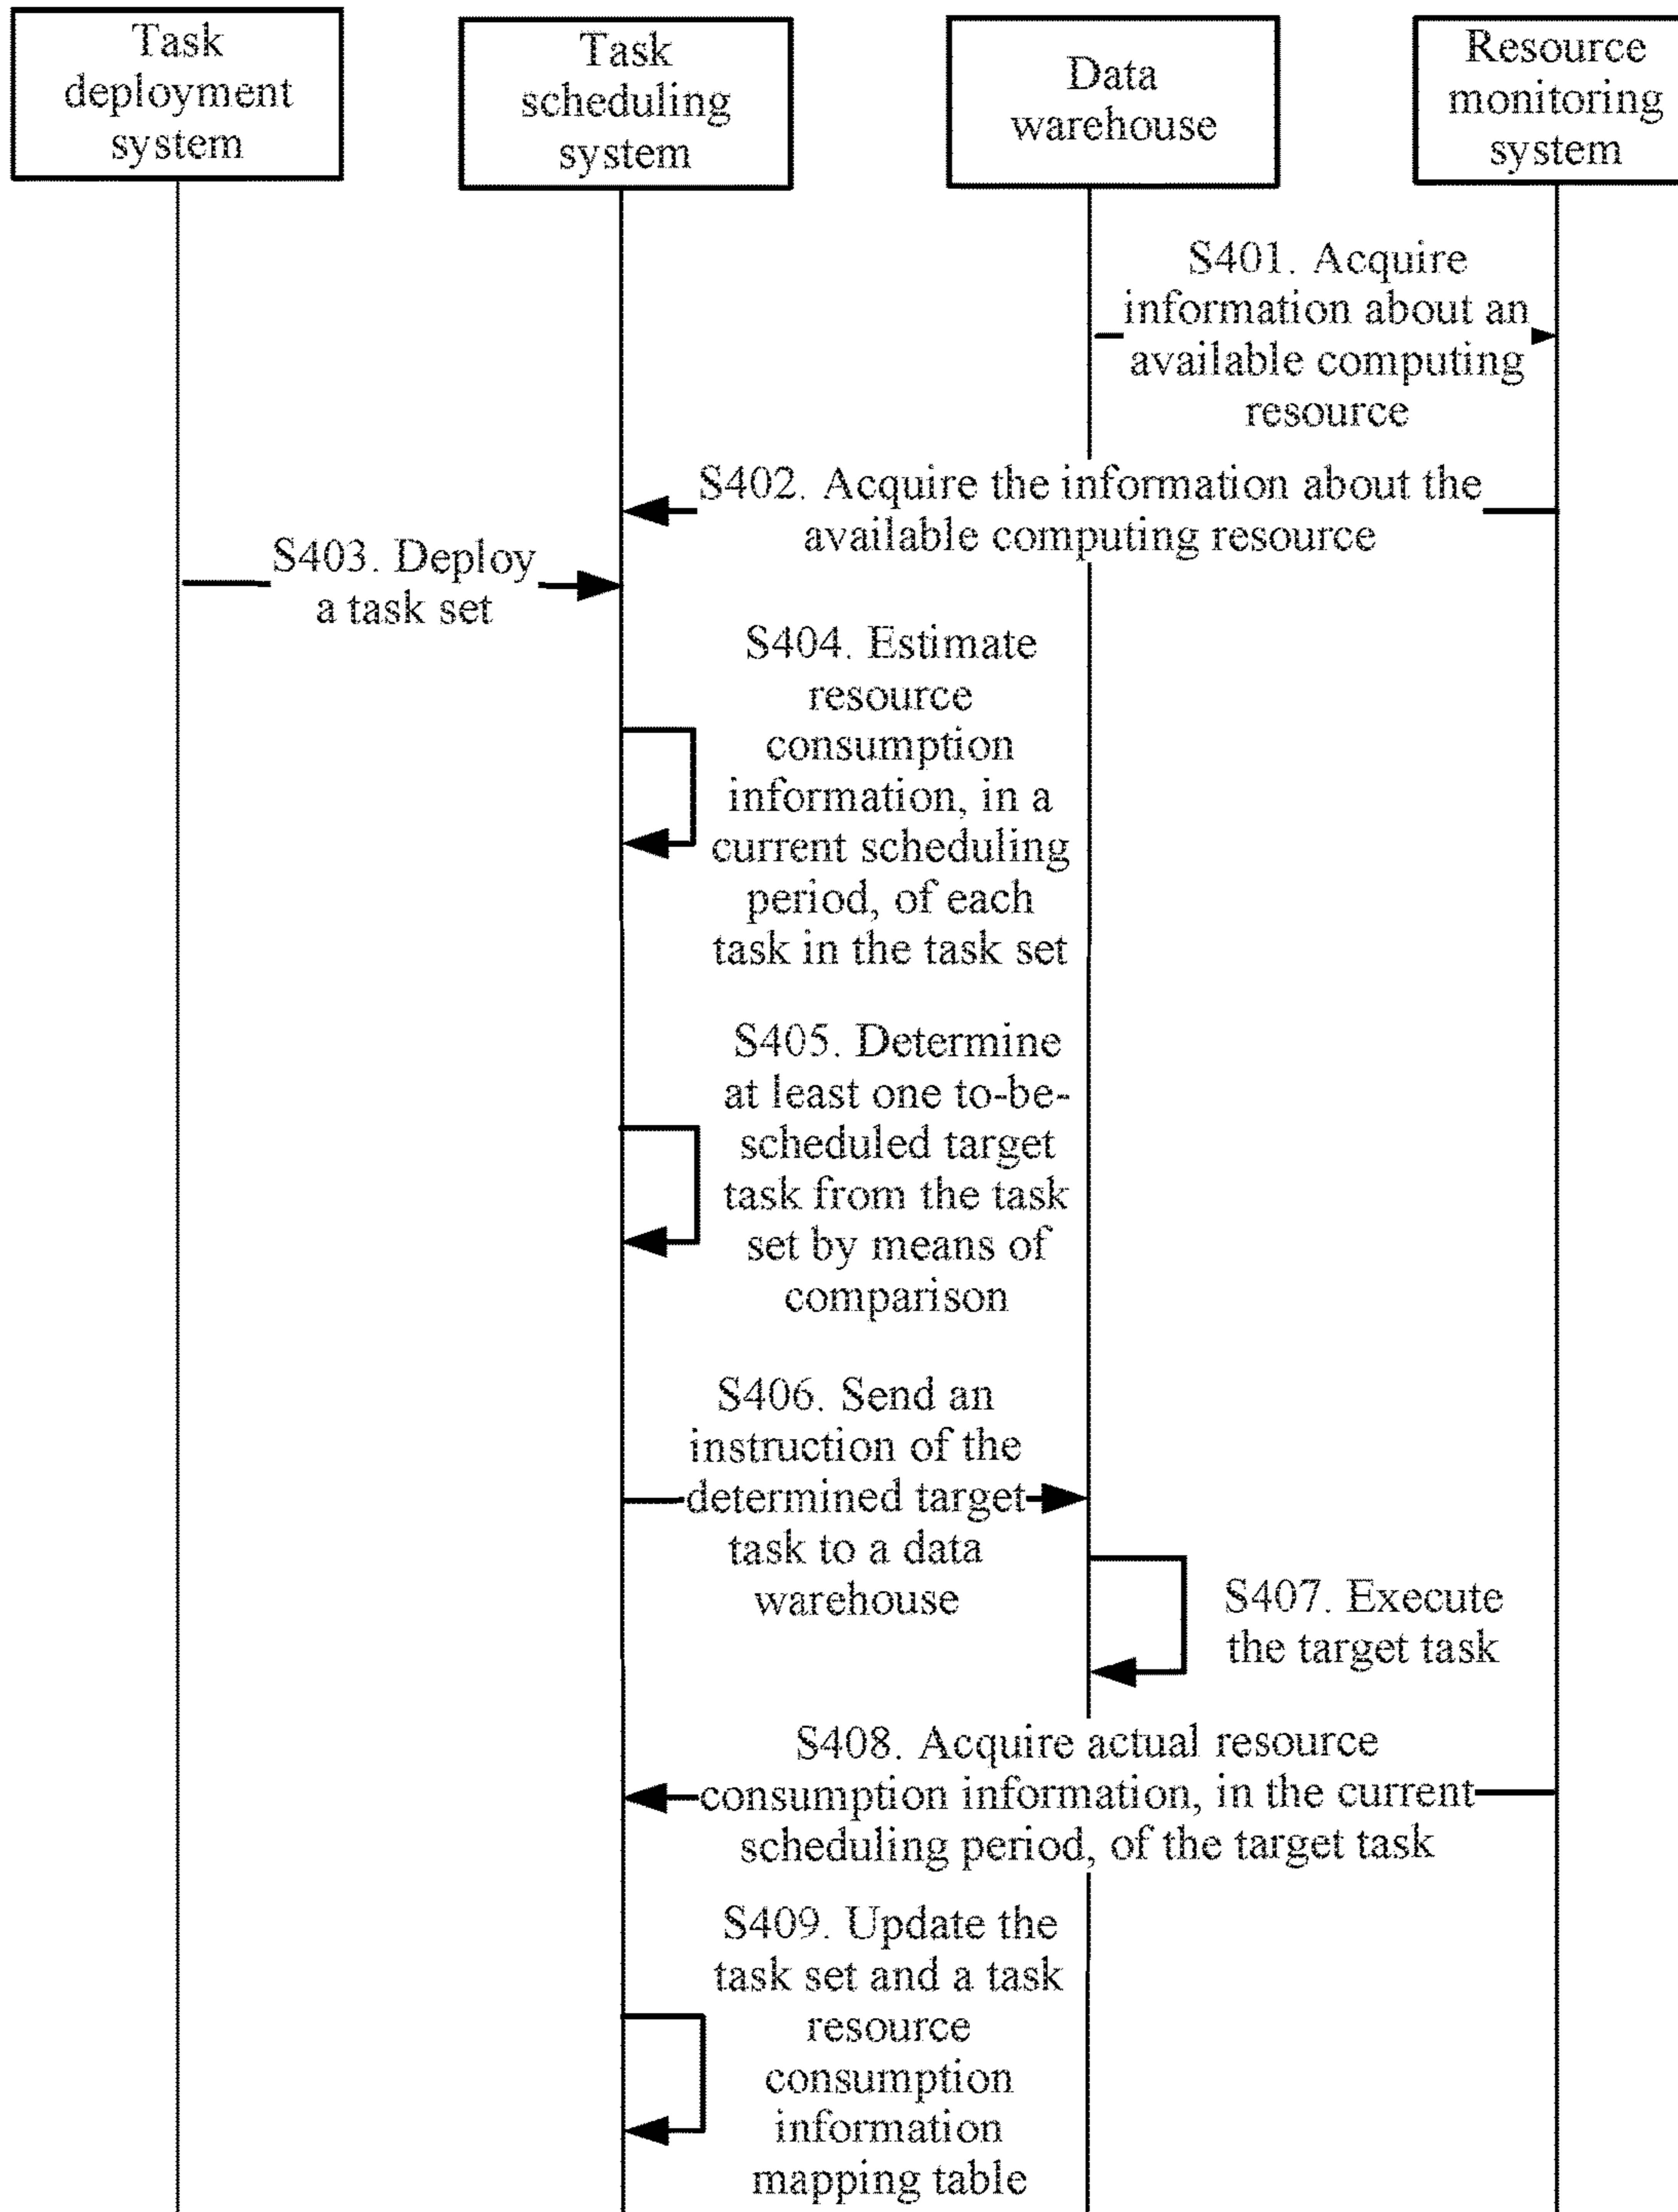 Task
deployment
system
Task
scheduling
system
Data
warehouse
Resource
monitoring
system
S401. Acquire
information about an
available computing
resource
S402. Acquire the information about the
available computing resource
S403. Deploy
a task set
S404. Estimate
resource
consumption
information, in a
current scheduling
period, of each
task in the task set
S405. Determine
at least one to-be-
scheduled target
task from the task
set by means of
comparison
S406. Send an
instruction of the
determined target
task to a data
warehouse
S407. Execute
the target task
S408. Acquire actual resource
consumption information, in the current
scheduling period, of the target task
S409. Update the
task set and a task
resource
consumption
information
mapping table